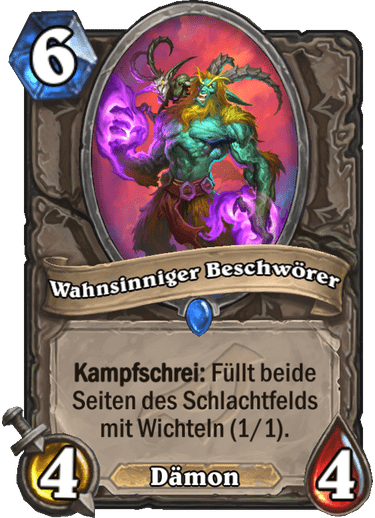 6
Wahnsinniger Beschwörer
Kampfschrei: Füllt beide
Seiten des Schlachtfelds
mit Wichteln (1/1).
4 Dämon 4